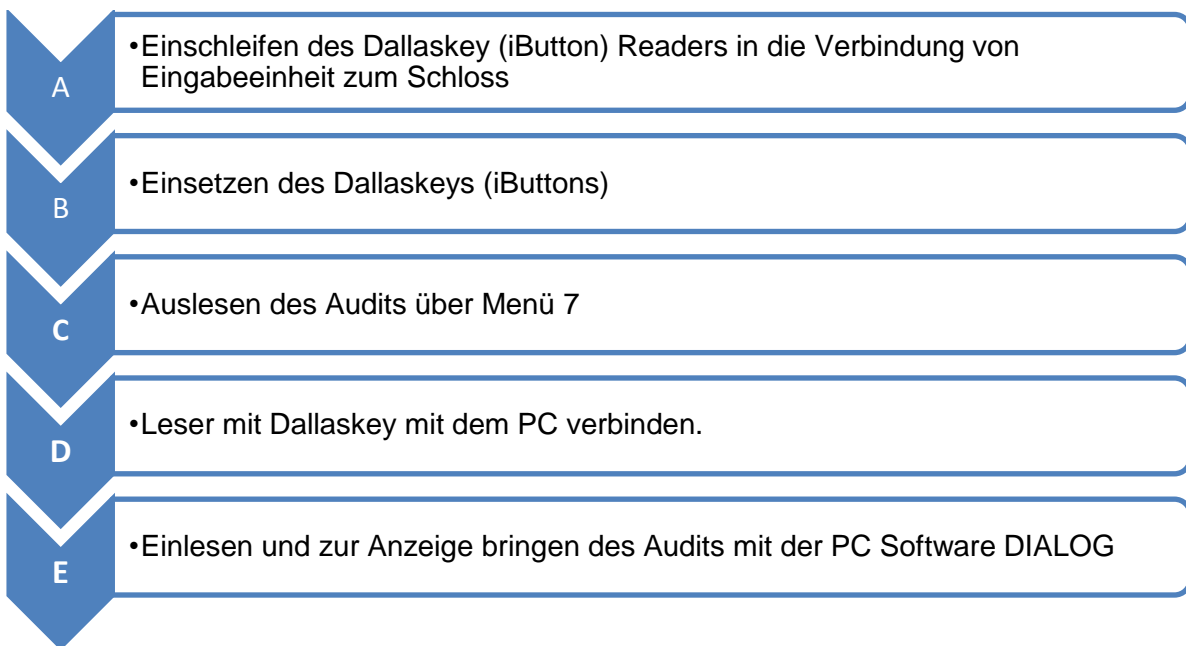 A
•Einschleifen des Dallaskey (iButton) Readers in die Verbindung von
Eingabeeinheit zum Schloss
B
•Einsetzen des Dallaskeys (iButtons)
C
•Auslesen des Audits über Menü 7
D
•Leser mit Dallaskey mit dem PC verbinden.
E
•Einlesen und zur Anzeige bringen des Audits mit der PC Software DIALOG